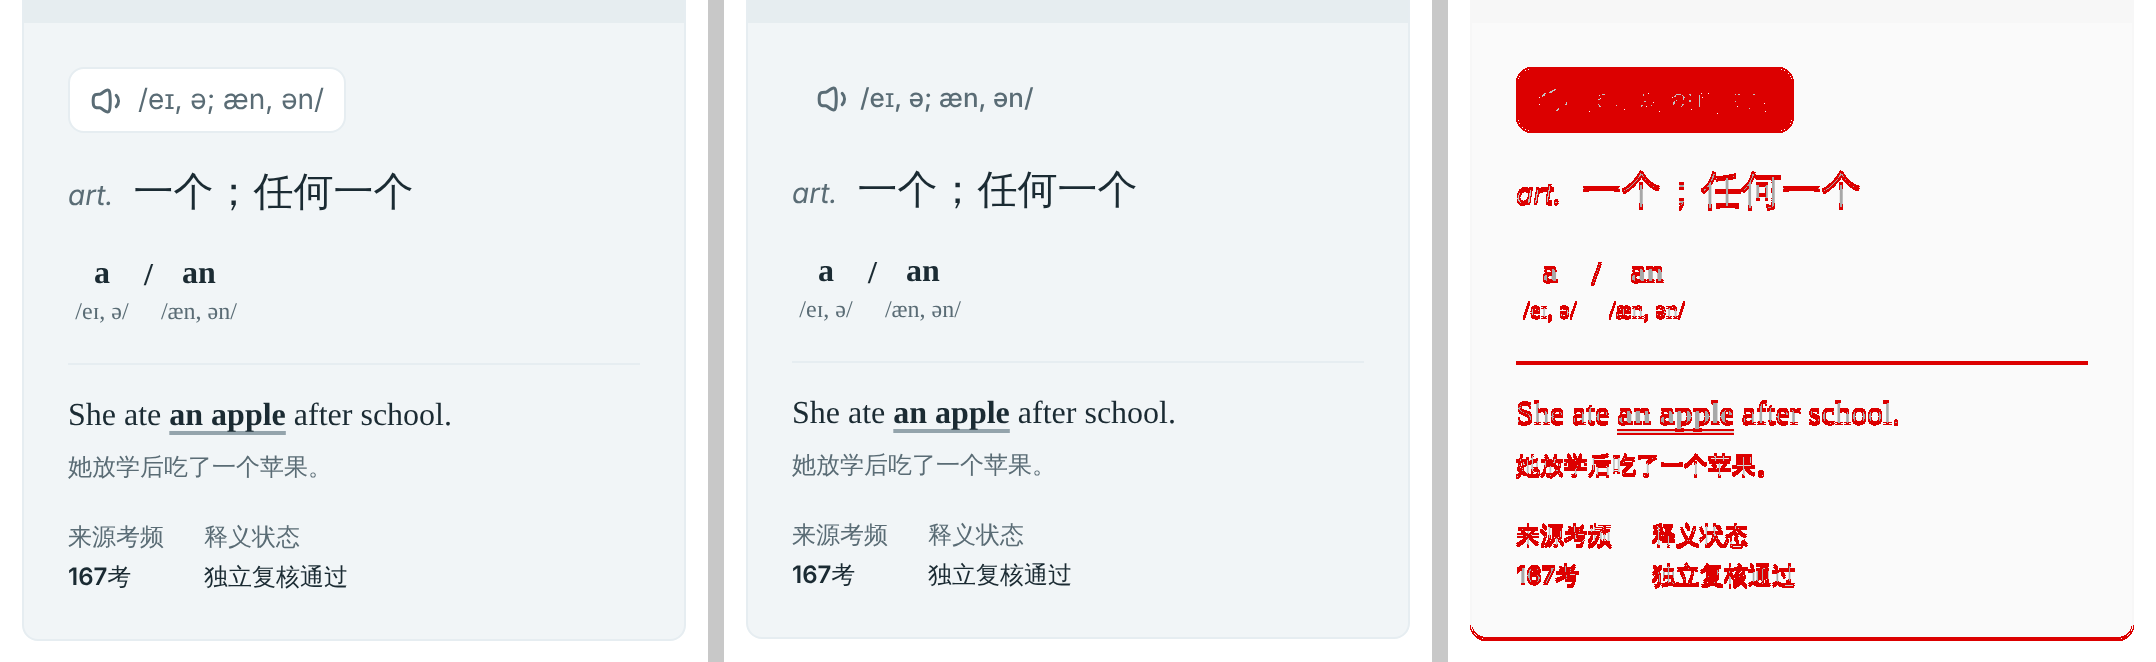 /eɪ, ə; æn, ən/
art. 一个；任何一个
a / an
/eɪ, ə/ /æn, ən/
She ate an apple after school.
她放学后吃了一个苹果。
来源考频 释义状态
167考 独立复核通过
/eɪ, ə; æn, ən/
art. 一个；任何一个
a / an
/eɪ, ə/ /æn, ən/
She ate an apple after school.
她放学后吃了一个苹果。
来源考频 释义状态
167考 独立复核通过
art. 一个；任何一个
a / an
/eɪ, ə/ /æn, ən/
She ate an apple after school.
她放学后吃了一个苹果。
来源考频 释义状态
167考 独立复核通过